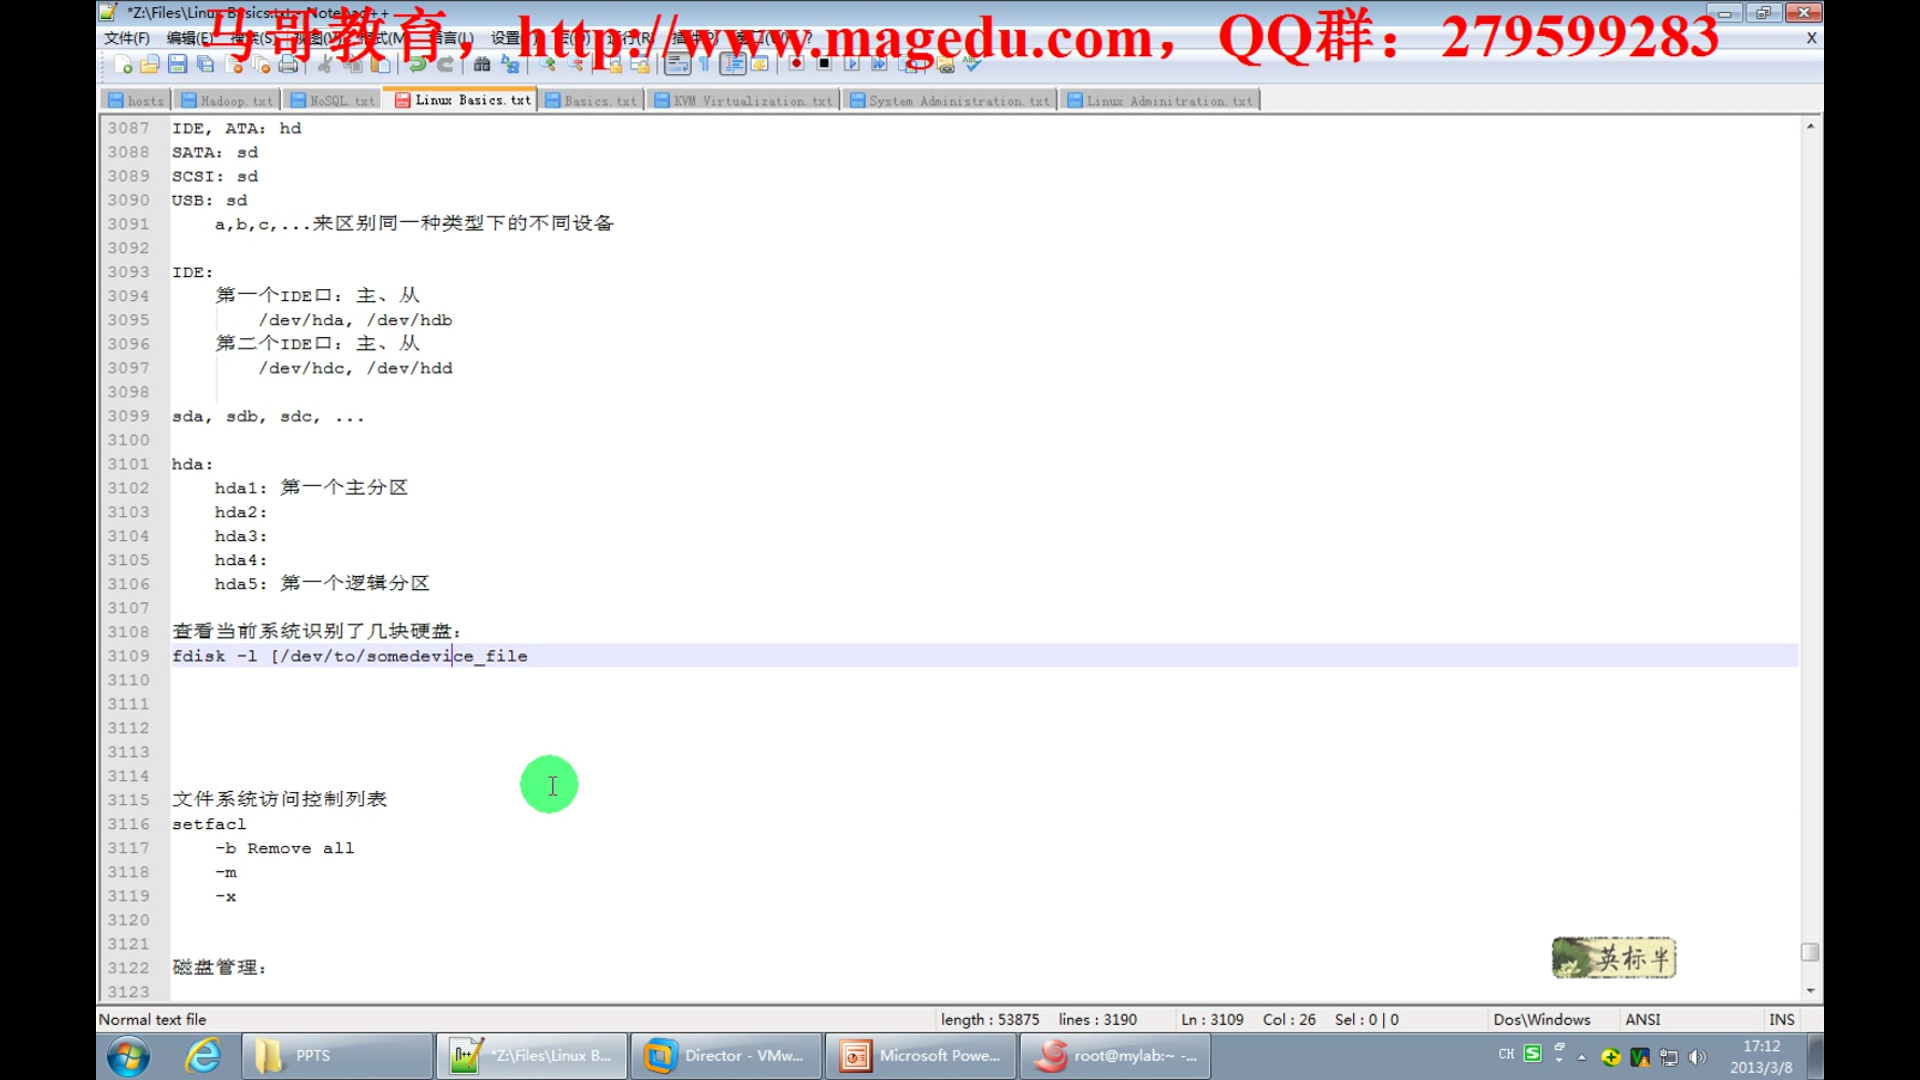 *Z:\Files\Linux Basics.txt - Notepad++
马哥教育，http://www.magedu.com，QQ群：279599283
文件(F) 编辑(E) 搜索(S) 视图(V) 格式(M) 语言(L) 设置 运行(R)
X
hosts Hadoop.txt NoSQL.txt Linux Basics.txt Basics.txt KVM Virtualization.txt System Administration.txt Linux Adminitration.txt
3087 IDE, ATA: hd
3088 SATA: sd
3089 SCSI: sd
3090 USB: sd
3091 a,b,c,...来区别同一种类型下的不同设备
3092
3093 IDE:
3094 第一个IDE口：主、从
3095 /dev/hda, /dev/hdb
3096 第二个IDE口：主、从
3097 /dev/hdc, /dev/hdd
3098
3099 sda, sdb, sdc, ...
3100
3101 hda:
3102 hda1: 第一个主分区
3103 hda2:
3104 hda3:
3105 hda4:
3106 hda5: 第一个逻辑分区
3107
3108 查看当前系统识别了几块硬盘：
3109 fdisk -l [/dev/to/somedevice_file
3110
3111
3112
3113
3114
3115 文件系统访问控制列表
3116 setfacl
3117 -b Remove all
3118 -m
3119 -x
3120
3121
3122 磁盘管理：
3123
英标半
Normal text file length : 53875 lines : 3190 Ln : 3109 Col : 26 Sel : 0 | 0 Dos\Windows ANSI INS
PPTS *Z:\Files\Linux B... Director - VMw... Microsoft Powe... root@mylab:~ -... CH 17:12
2013/3/8